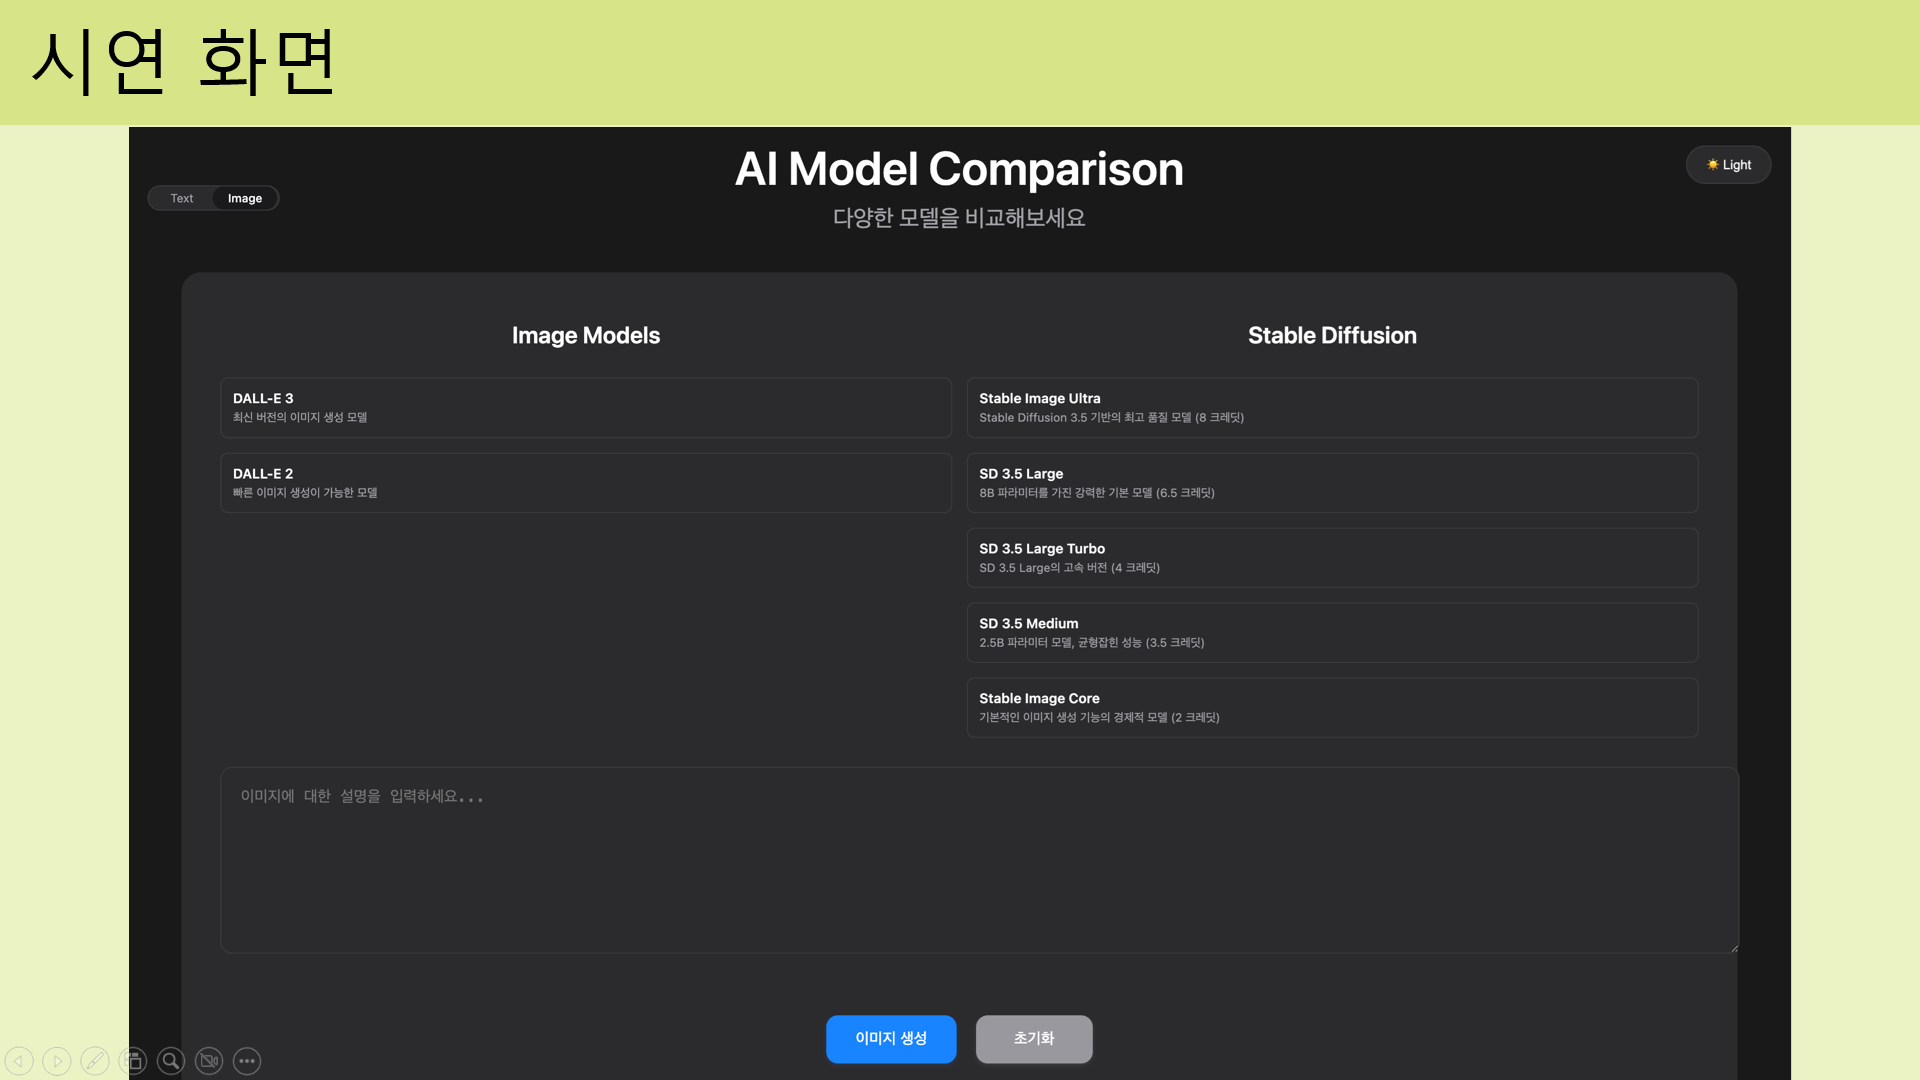 시연 화면
AI Model Comparison
Light
Text
Image
다양한 모델을 비교해보세요
Image Models
DALL-E 3
최신 버전의 이미지 생성 모델
DALL-E 2
빠른 이미지 생성이 가능한 모델
Stable Diffusion
Stable Image Ultra
Stable Diffusion 3.5 기반의 최고 품질 모델 (8 크레딧)
SD 3.5 Large
8B 파라미터를 가진 강력한 기본 모델 (6.5 크레딧)
SD 3.5 Large Turbo
SD 3.5 Large의 고속 버전 (4 크레딧)
SD 3.5 Medium
2.5B 파라미터 모델, 균형잡힌 성능 (3.5 크레딧)
Stable Image Core
기본적인 이미지 생성 기능의 경제적 모델 (2 크레딧)
이미지에 대한 설명을 입력하세요...
이미지 생성
초기화